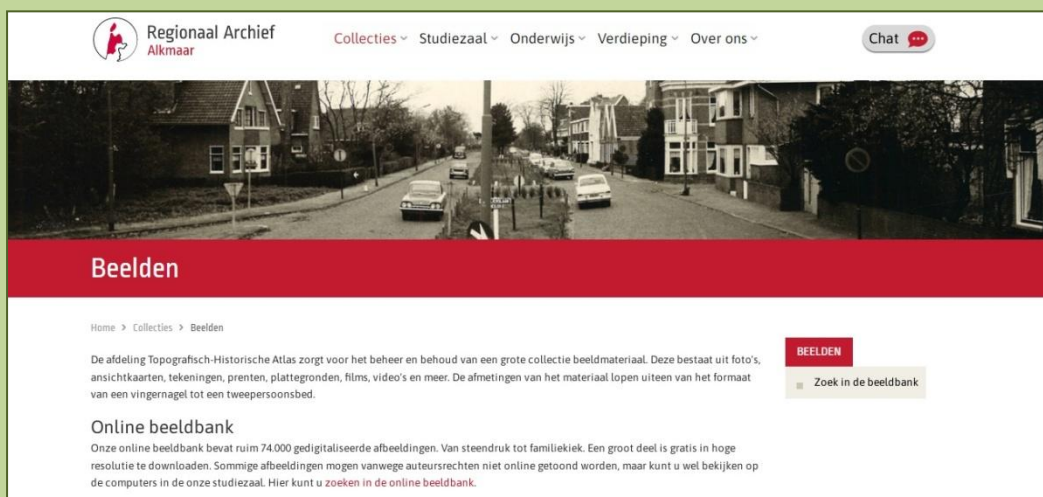 Regionaal Archief
Alkmaar
Collecties Studiezaal Onderwijs Verdieping Over ons
Chat
Beelden
Home > Collecties > Beelden
De afdeling Topografisch-Historische Atlas zorgt voor het beheer en behoud van een grote collectie beeldmateriaal. Deze bestaat uit foto's,
ansichtkaarten, tekeningen, prenten, plattegronden, films, video's en meer. De afmetingen van het materiaal lopen uiteen van het formaat
van een vingernagel tot een tweepersoonsbed.
BEELDEN
Zoek in de beeldbank
Online beeldbank
Onze online beeldbank bevat ruim 74.000 gedigitaliseerde afbeeldingen. Van steendruk tot familiekiek. Een groot deel is gratis in hoge
resolutie te downloaden. Sommige afbeeldingen mogen vanwege auteursrechten niet online getoond worden, maar kunt u wel bekijken op
de computers in de onze studiezaal. Hier kunt u zoeken in de online beeldbank.